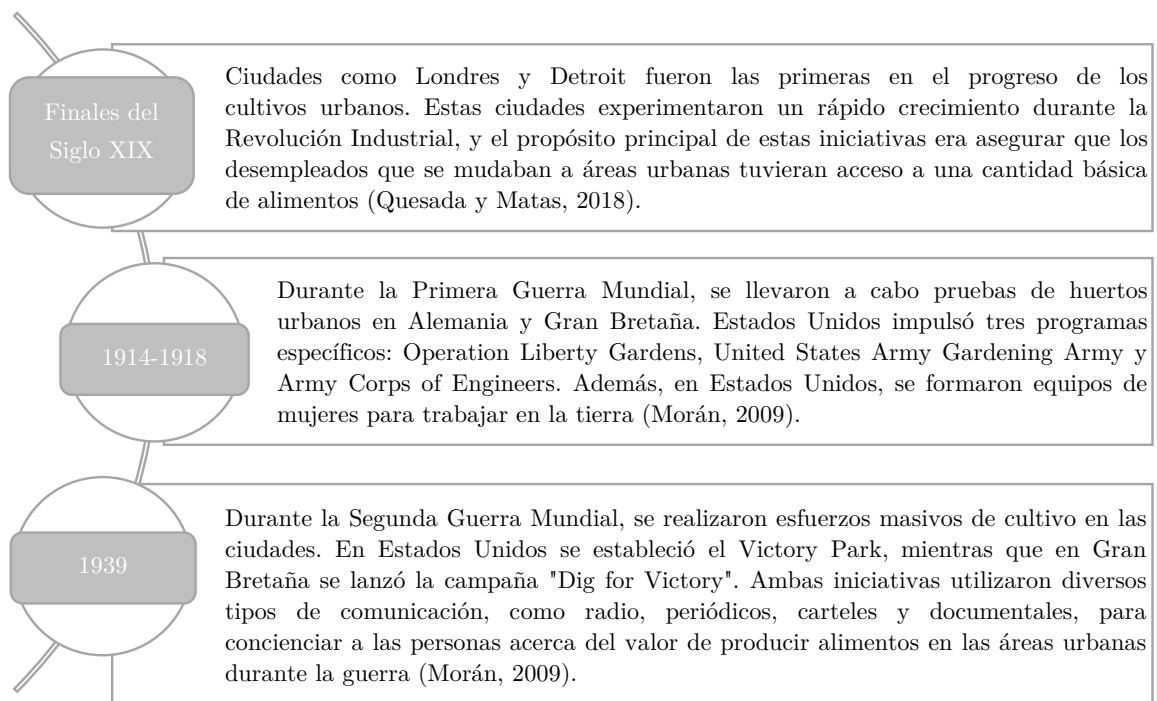 Finales del
Siglo XIX
Ciudades como Londres y Detroit fueron las primeras en el progreso de los
cultivos urbanos. Estas ciudades experimentaron un rápido crecimiento durante la
Revolución Industrial, y el propósito principal de estas iniciativas era asegurar que los
desempleados que se mudaban a áreas urbanas tuvieran acceso a una cantidad básica
de alimentos (Quesada y Matas, 2018).
1914-1918
Durante la Primera Guerra Mundial, se llevaron a cabo pruebas de huertos
urbanos en Alemania y Gran Bretaña. Estados Unidos impulsó tres programas
específicos: Operation Liberty Gardens, United States Army Gardening Army y
Army Corps of Engineers. Además, en Estados Unidos, se formaron equipos de
mujeres para trabajar en la tierra (Morán, 2009).
1939
Durante la Segunda Guerra Mundial, se realizaron esfuerzos masivos de cultivo en las
ciudades. En Estados Unidos se estableció el Victory Park, mientras que en Gran
Bretaña se lanzó la campaña "Dig for Victory". Ambas iniciativas utilizaron diversos
tipos de comunicación, como radio, periódicos, carteles y documentales, para
concienciar a las personas acerca del valor de producir alimentos en las áreas urbanas
durante la guerra (Morán, 2009).